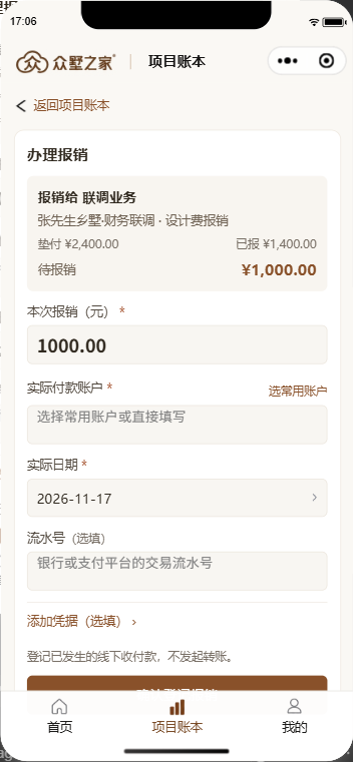 17:06
众墅之家
项目账本
返回项目账本
办理报销
报销给 联调业务
张先生乡墅·财务联调 · 设计费报销
垫付 ¥2,400.00 已报 ¥1,400.00
待报销 ¥1,000.00
本次报销（元） *
1000.00
实际付款账户 * 选常用账户
选择常用账户或直接填写
实际日期 *
2026-11-17
流水号（选填）
银行或支付平台的交易流水号
添加凭据（选填） ›
登记已发生的线下收付款，不发起转账。
首页 项目账本 我的